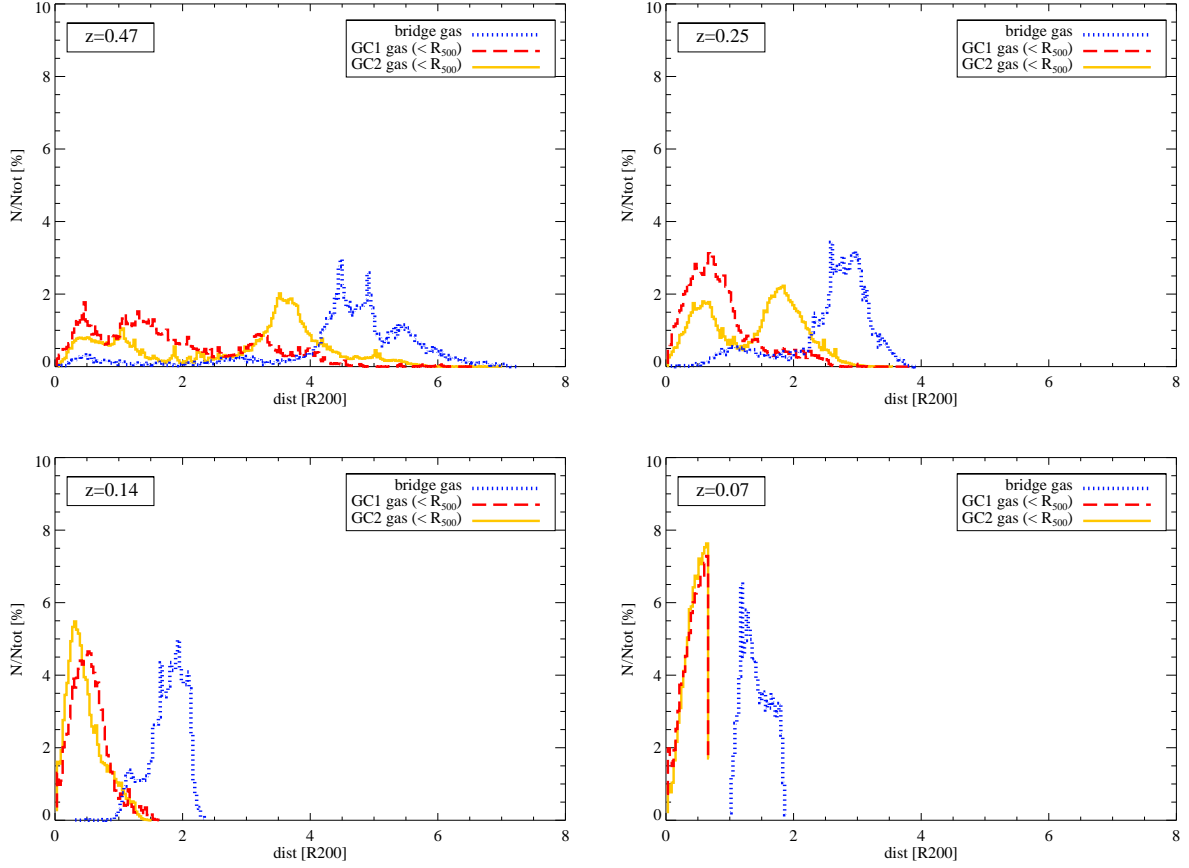 z=0.47
bridge gas
GC1 gas (< R500)
GC2 gas (< R500)
N/Ntot [%]
10
8
6
4
2
0
0 2 4 6 8
dist [R200]
z=0.25
bridge gas
GC1 gas (< R500)
GC2 gas (< R500)
N/Ntot [%]
10
8
6
4
2
0
0 2 4 6 8
dist [R200]
z=0.14
bridge gas
GC1 gas (< R500)
GC2 gas (< R500)
N/Ntot [%]
10
8
6
4
2
0
0 2 4 6 8
dist [R200]
z=0.07
bridge gas
GC1 gas (< R500)
GC2 gas (< R500)
N/Ntot [%]
10
8
6
4
2
0
0 2 4 6 8
dist [R200]